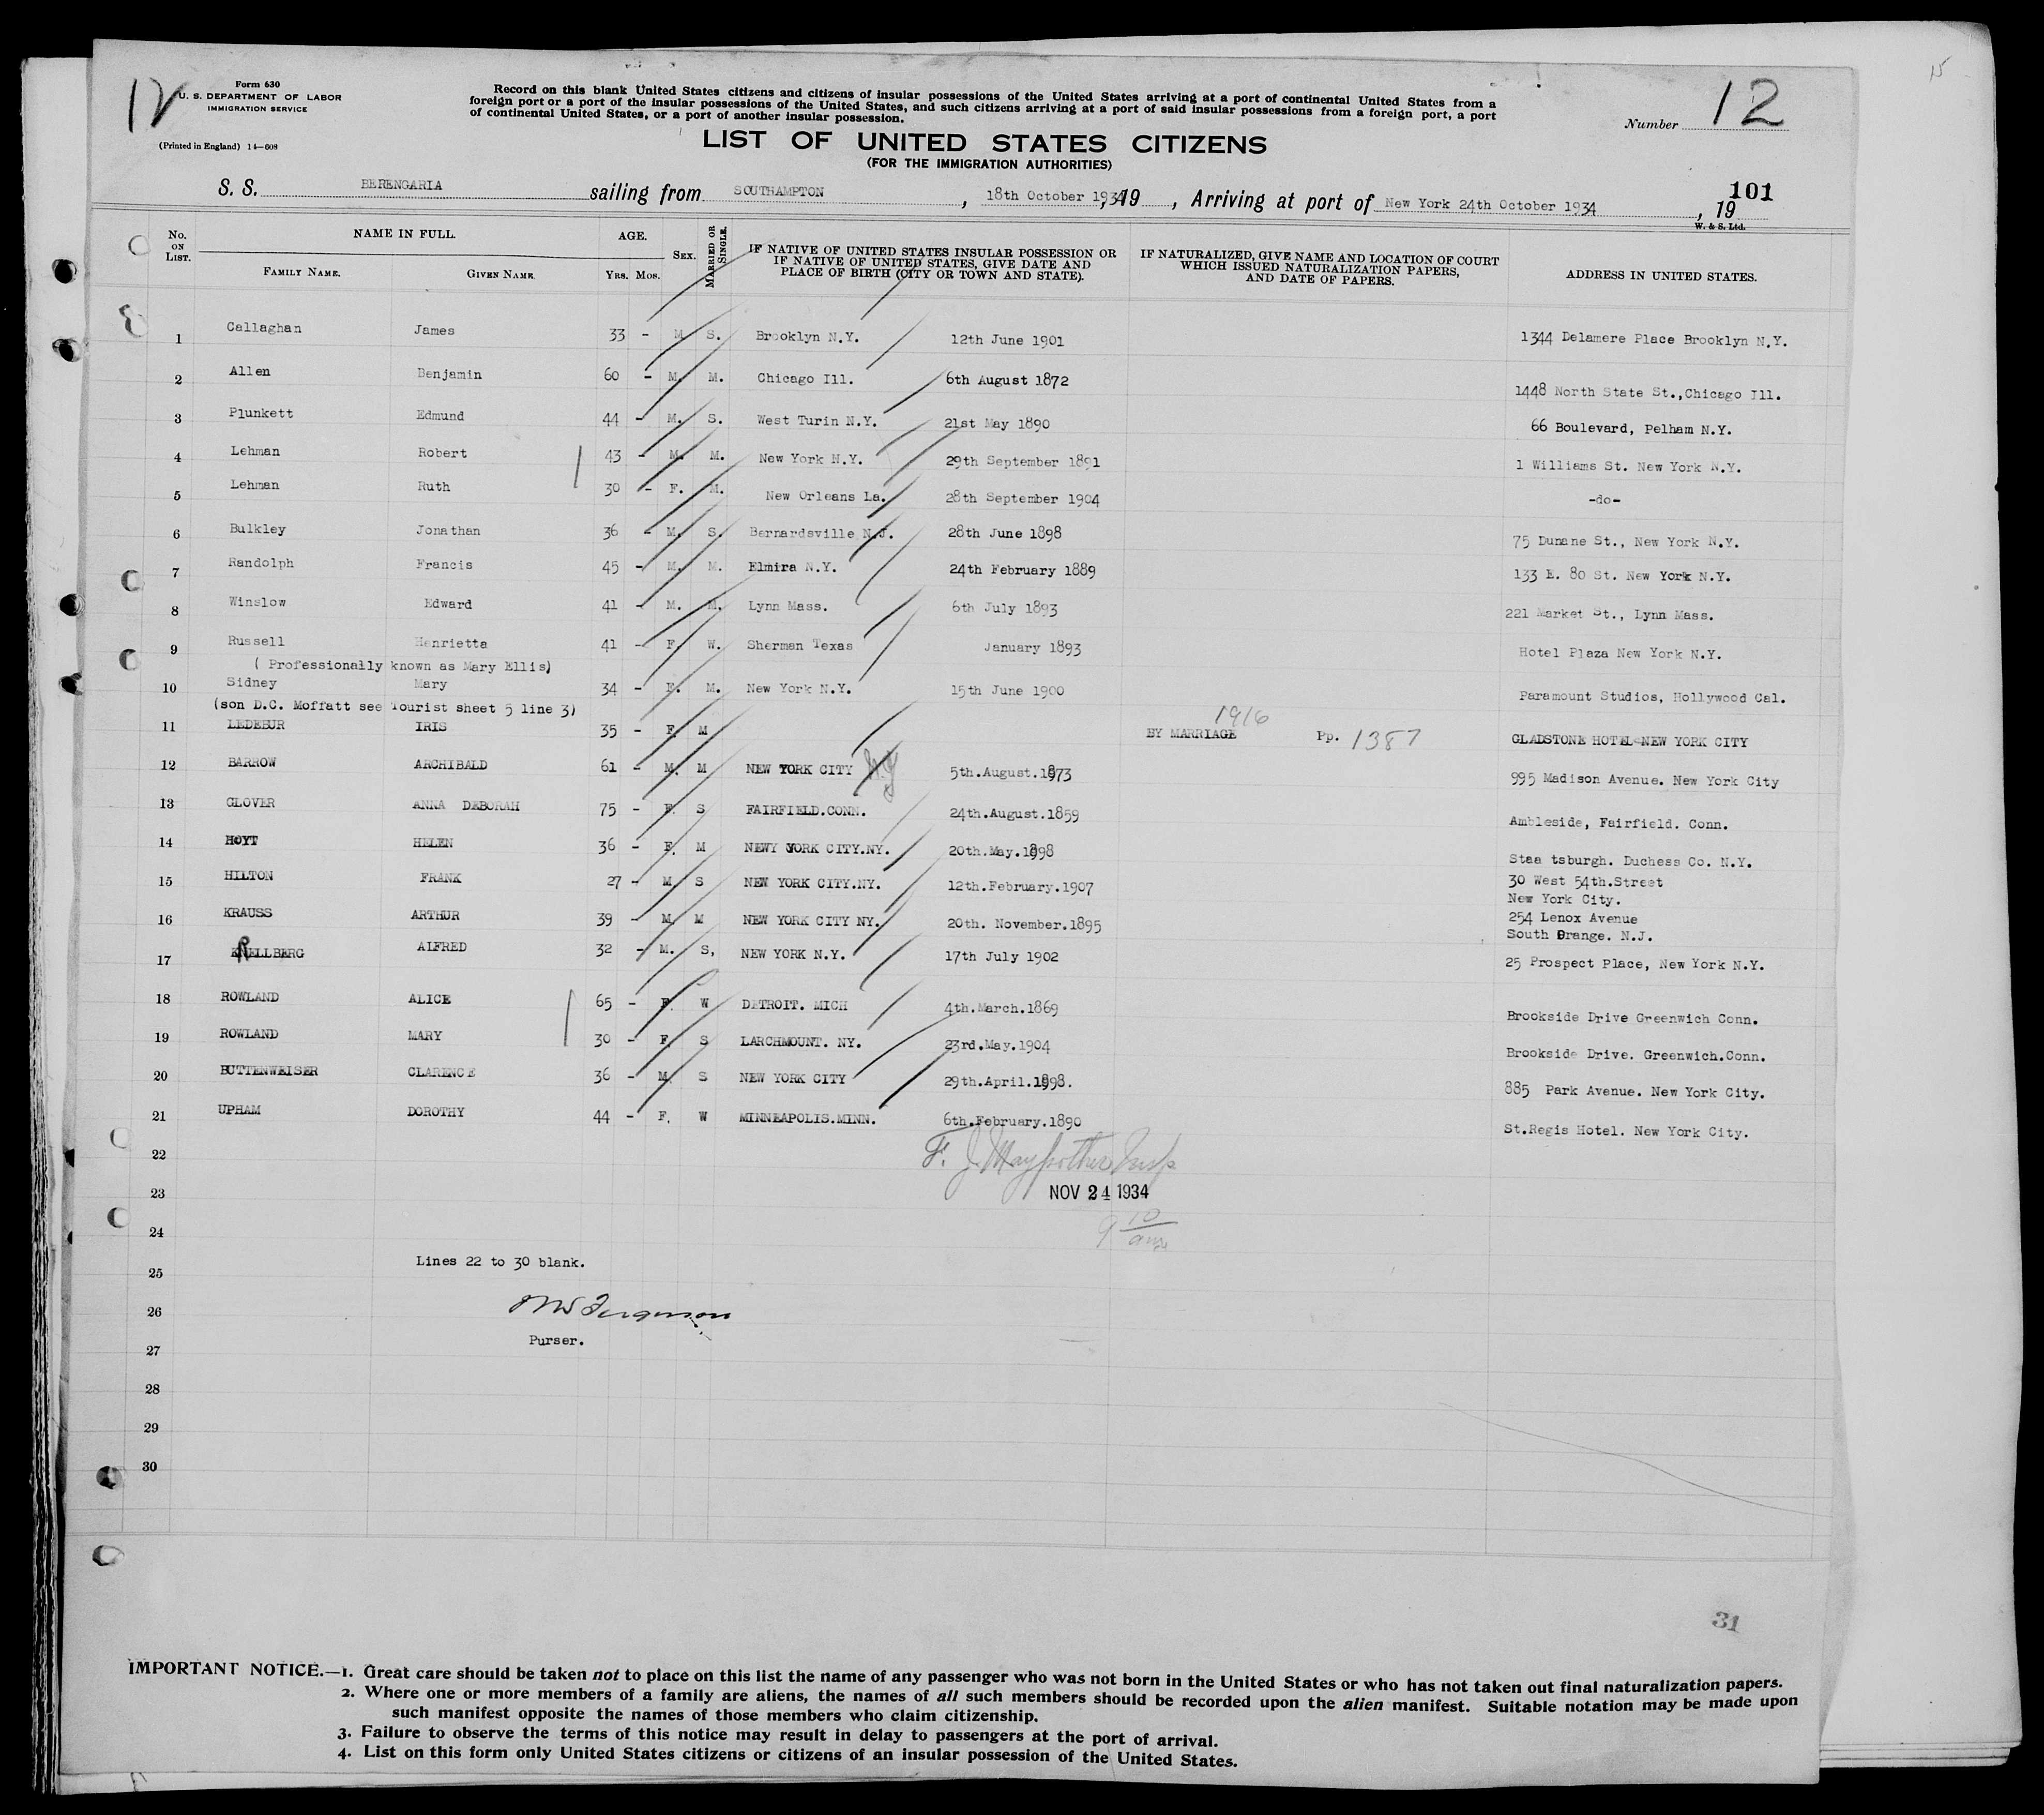 15
12
Form 630
U. S. DEPARTMENT OF LABOR
IMMIGRATION SERVICE
(Printed in England) 14—608
Record on this blank United States citizens and citizens of insular possessions of the United States arriving at a port of continental United States from a
foreign port or a port of the insular possessions of the United States, and such citizens arriving at a port of said insular possessions from a foreign port, a port
of continental United States, or a port of another insular possession.
Number 12
LIST OF UNITED STATES CITIZENS
(FOR THE IMMIGRATION AUTHORITIES)
101
S. S. BERENGARIA sailing from SOUTHAMPTON, 18th October 1934, 19 , Arriving at port of New York 24th October 1934, 19
W. & S. Ltd.
No. ON LIST. NAME IN FULL. FAMILY NAME. GIVEN NAME. AGE. YRS. MOS. SEX. MARRIED OR SINGLE. IF NATIVE OF UNITED STATES INSULAR POSSESSION OR IF NATIVE OF UNITED STATES, GIVE DATE AND PLACE OF BIRTH (CITY OR TOWN AND STATE). IF NATURALIZED, GIVE NAME AND LOCATION OF COURT WHICH ISSUED NATURALIZATION PAPERS, AND DATE OF PAPERS. ADDRESS IN UNITED STATES.
1 Callaghan James 33 - M S. Brooklyn N.Y. 12th June 1901 1344 Delamere Place Brooklyn N.Y.
2 Allen Benjamin 60 - M. M. Chicago Ill. 6th August 1872 1448 North State St.,Chicago Ill.
3 Plunkett Edmund 44 - M. S. West Turin N.Y. 21st May 1890 66 Boulevard, Pelham N.Y.
4 Lehman Robert 43 - M. M. New York N.Y. 29th September 1891 1 Williams St. New York N.Y.
5 Lehman Ruth 30 - F. M. New Orleans La. 28th September 1904 -do-
6 Bulkley Jonathan 36 - M. S. Bernardsville N.J. 28th June 1898 75 Dunane St., New York N.Y.
7 Randolph Francis 45 - M. M. Elmira N.Y. 24th February 1889 133 E. 80 St. New York N.Y.
8 Winslow Edward 41 - M. M. Lynn Mass. 6th July 1893 221 Market St., Lynn Mass.
9 Russell Henrietta 41 - F. W. Sherman Texas January 1893 Hotel Plaza New York N.Y.
( Professionally known as Mary Ellis)
10 Sidney Mary 34 - F. M. New York N.Y. 15th June 1900 Paramount Studios, Hollywood Cal.
(son D.C. Moffatt see Tourist sheet 5 line 3)
11 LEDEBUR IRIS 35 - F. M BY MARRIAGE 1916 Pp. 1387 GLADSTONE HOTEL NEW YORK CITY
12 BARROW ARCHIBALD 61 - M. M NEW YORK CITY N.Y 5th.August.1873 995 Madison Avenue. New York City
13 GLOVER ANNA DEBORAH 75 - F. S FAIRFIELD.CONN. 24th.August.1859 Ambleside, Fairfield. Conn.
14 HOYT HELEN 36 - F. M NEWY YORK CITY.NY. 20th.May.1898 Staa tsburgh. Duchess Co. N.Y.
15 HILTON FRANK 27 - M. S NEW YORK CITY.NY. 12th.February.1907 30 West 54th.Street
New York City.
16 KRAUSS ARTHUR 39 - M. M NEW YORK CITY NY. 20th. November.1895 254 Lenox Avenue
South Orange. N.J.
17 KRELLBERG ALFRED 32 - M. S, NEW YORK N.Y. 17th July 1902 25 Prospect Place, New York N.Y.
18 ROWLAND ALICE 65 - F. W DETROIT. MICH 4th.March.1869 Brookside Drive Greenwich Conn.
19 ROWLAND MARY 30 - F. S LARCHMOUNT. NY. 23rd.May.1904 Brookside Drive. Greenwich.Conn.
20 BUTTENWEISER CLARENCE 36 - M. S NEW YORK CITY 29th.April.1898. 885 Park Avenue. New York City.
21 UPHAM DOROTHY 44 - F. W MINNEAPOLIS.MINN. 6th.February.1890 St.Regis Hotel. New York City.
22
23
NOV 24 1934
24
9 10/am
Lines 22 to 30 blank.
25
26
Ferguson
Purser.
27
28
29
30
31
IMPORTANT NOTICE.—1. Great care should be taken not to place on this list the name of any passenger who was not born in the United States or who has not taken out final naturalization papers.
2. Where one or more members of a family are aliens, the names of all such members should be recorded upon the alien manifest. Suitable notation may be made upon
such manifest opposite the names of those members who claim citizenship.
3. Failure to observe the terms of this notice may result in delay to passengers at the port of arrival.
4. List on this form only United States citizens or citizens of an insular possession of the United States.